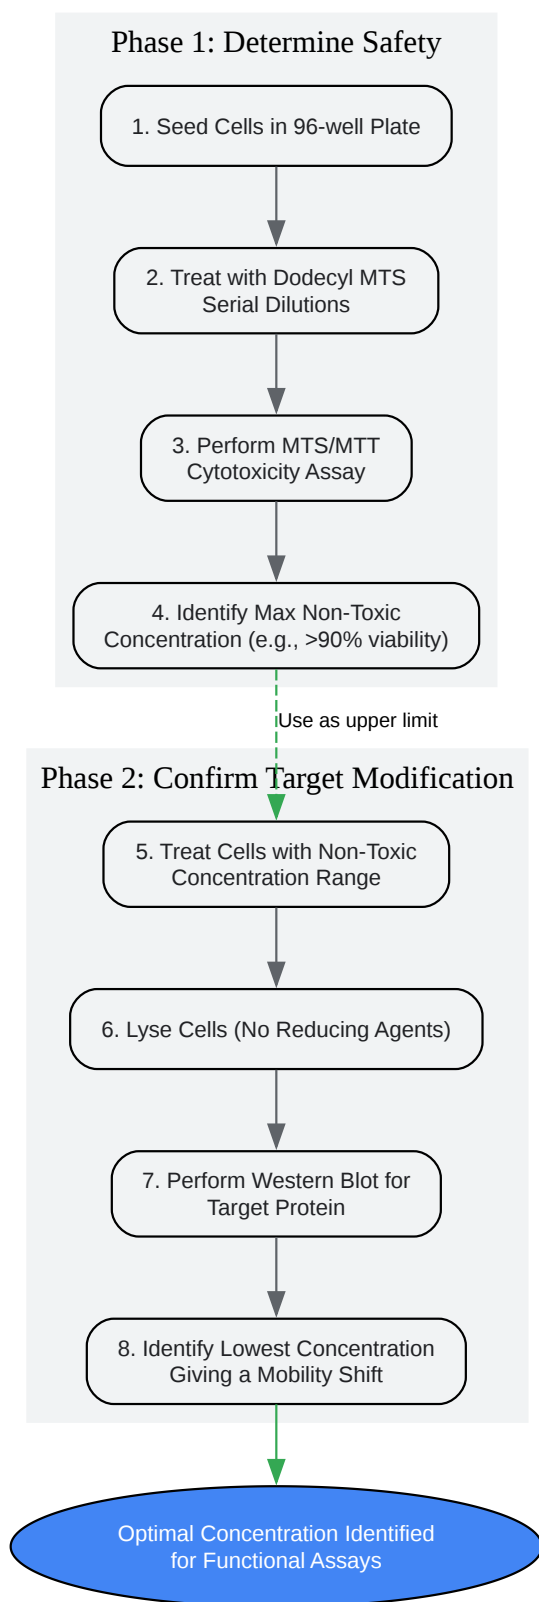 Phase 1: Determine Safety
1. Seed Cells in 96-well Plate
2. Treat with Dodecyl MTS
Serial Dilutions
3. Perform MTS/MTT
Cytotoxicity Assay
4. Identify Max Non-Toxic
Concentration (e.g., >90% viability)
Use as upper limit
Phase 2: Confirm Target Modification
5. Treat Cells with Non-Toxic
Concentration Range
6. Lyse Cells (No Reducing Agents)
7. Perform Western Blot for
Target Protein
8. Identify Lowest Concentration
Giving a Mobility Shift
Optimal Concentration Identified
for Functional Assays